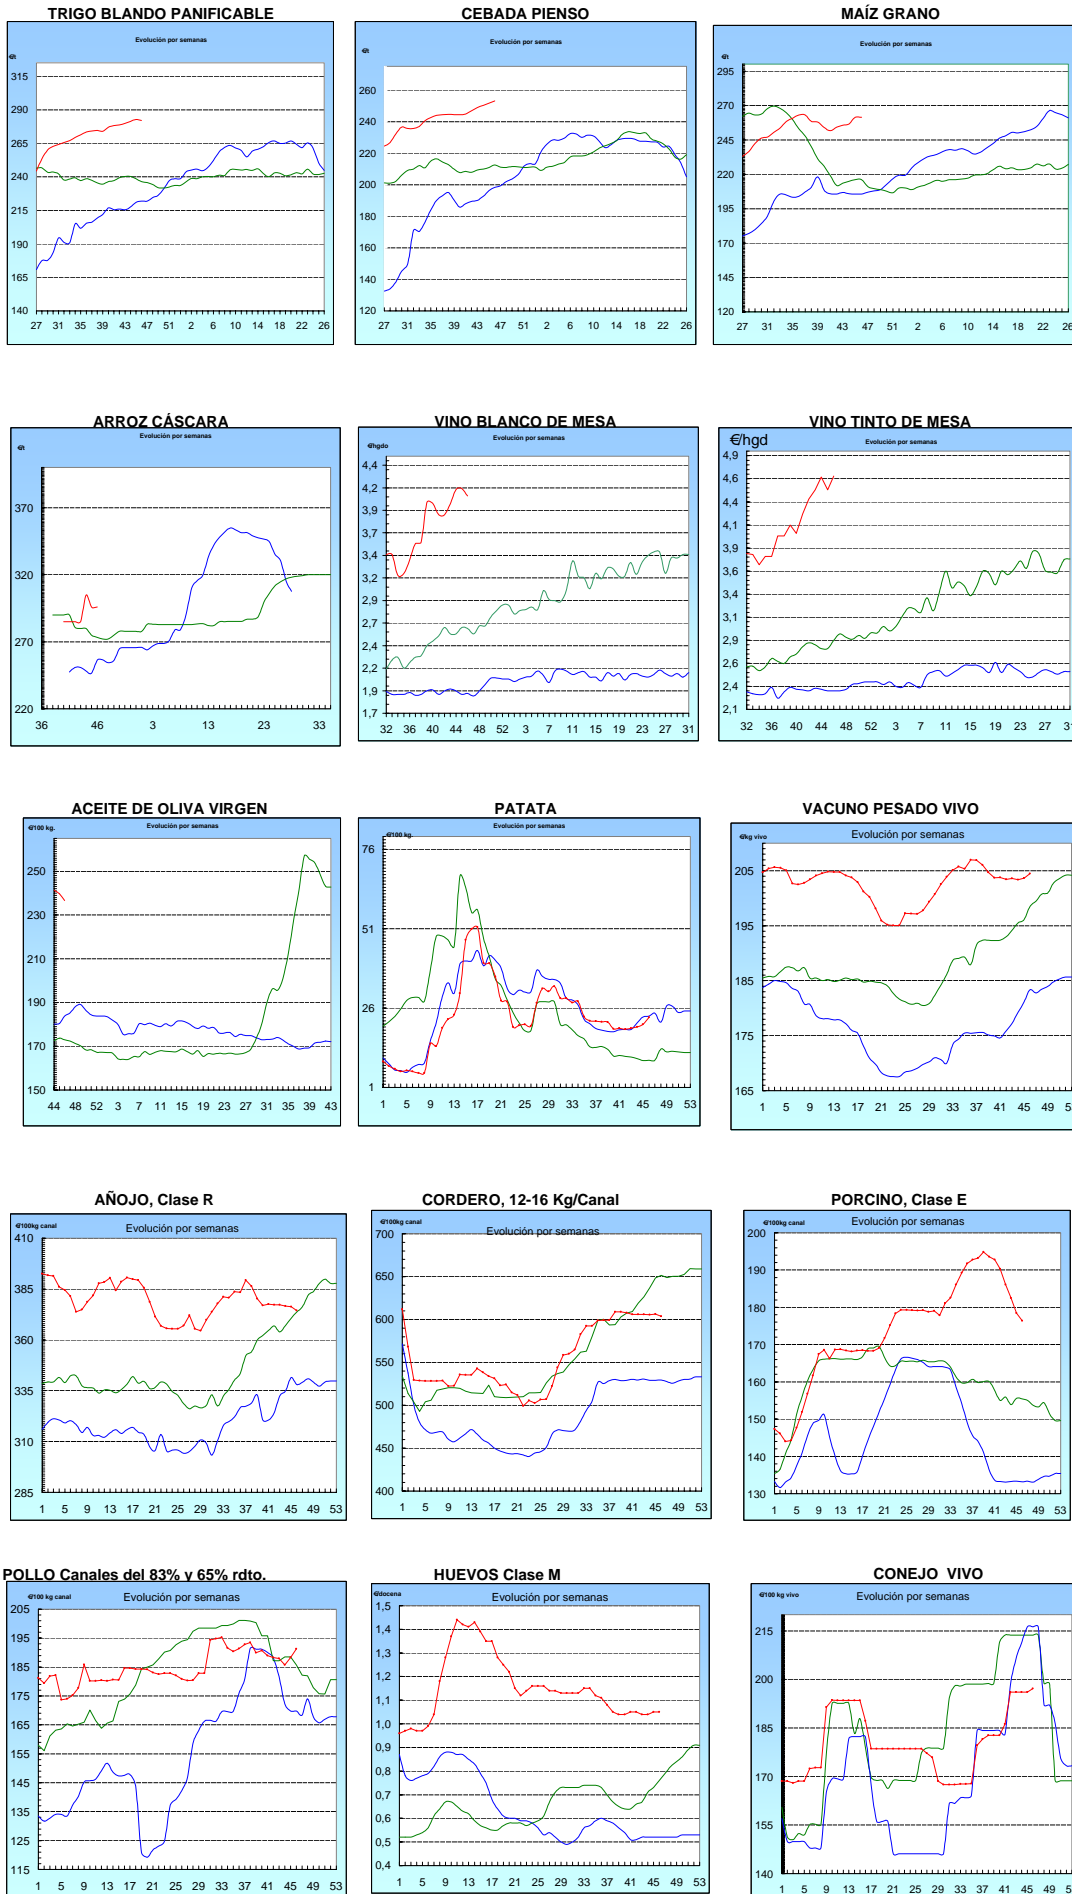 TRIGO BLANDO PANIFICABLE
Evolución por semanas
€/t
315
290
265
240
215
190
165
140
27 31 35 39 43 47 51 2 6 10 14 18 22 26
CEBADA PIENSO
Evolución por semanas
€/t
260
240
220
200
180
160
140
120
27 31 35 39 43 47 51 2 6 10 14 18 22 26
MAÍZ GRANO
Evolución por semanas
€/t
295
270
245
220
195
170
145
120
27 31 35 39 43 47 51 2 6 10 14 18 22 26
ARROZ CÁSCARA
Evolución por semanas
€/t
370
320
270
220
36 46 3 13 23 33
VINO BLANCO DE MESA
Evolución por semanas
€/hgdo
4,4
4,2
3,9
3,7
3,4
3,2
2,9
2,7
2,4
2,2
1,9
1,7
32 36 40 44 48 52 3 7 11 15 19 23 27 31
VINO TINTO DE MESA
Evolución por semanas
€/hgd
4,9
4,6
4,4
4,1
3,9
3,6
3,4
3,1
2,9
2,6
2,4
2,1
32 36 40 44 48 52 3 7 11 15 19 23 27 31
ACEITE DE OLIVA VIRGEN
Evolución por semanas
€/100 kg.
250
230
210
190
170
150
44 48 52 3 7 11 15 19 23 27 31 35 39 43
PATATA
Evolución por semanas
€/100 kg.
76
51
26
1
1 5 9 13 17 21 25 29 33 37 41 45 49 53
VACUNO PESADO VIVO
Evolución por semanas
€/kg vivo
205
195
185
175
165
1 5 9 13 17 21 25 29 33 37 41 45 49 53
AÑOJO, Clase R
Evolución por semanas
€/100kg canal
410
385
360
335
310
285
1 5 9 13 17 21 25 29 33 37 41 45 49 53
CORDERO, 12-16 Kg/Canal
Evolución por semanas
€/100kg canal
700
650
600
550
500
450
400
1 5 9 13 17 21 25 29 33 37 41 45 49 53
PORCINO, Clase E
Evolución por semanas
€/100kg canal
200
190
180
170
160
150
140
130
1 5 9 13 17 21 25 29 33 37 41 45 49 53
POLLO Canales del 83% y 65% rdto.
Evolución por semanas
€/100 kg canal
205
195
185
175
165
155
145
135
125
115
1 5 9 13 17 21 25 29 33 37 41 45 49 53
HUEVOS Clase M
Evolución por semanas
€/docena
1,5
1,4
1,3
1,2
1,1
1,0
0,9
0,8
0,7
0,6
0,5
0,4
1 5 9 13 17 21 25 29 33 37 41 45 49 53
CONEJO VIVO
Evolución por semanas
€/100 kg vivo
215
200
185
170
155
140
1 5 9 13 17 21 25 29 33 37 41 45 49 53